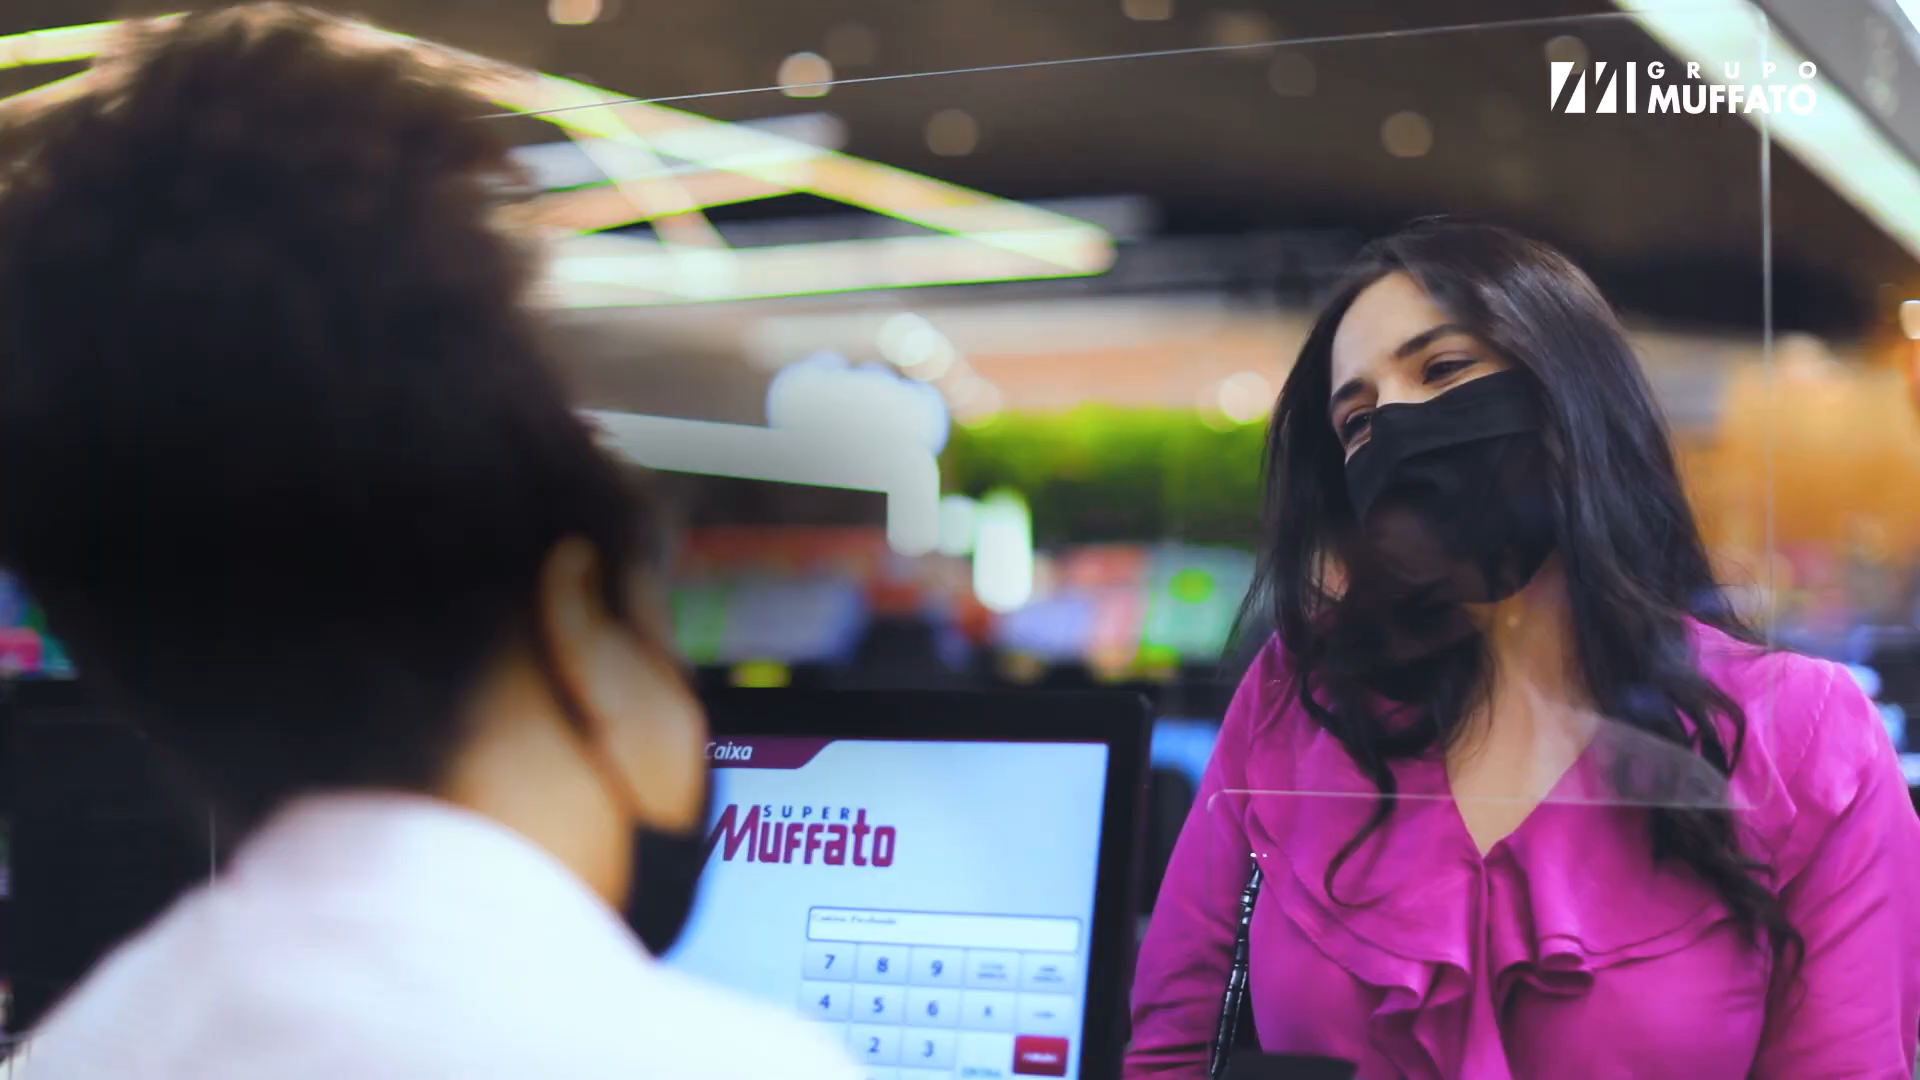 GRUPO
MUFFATO
Caixa
SUPER
Muffato
7 8 9
4 5 6
2 3